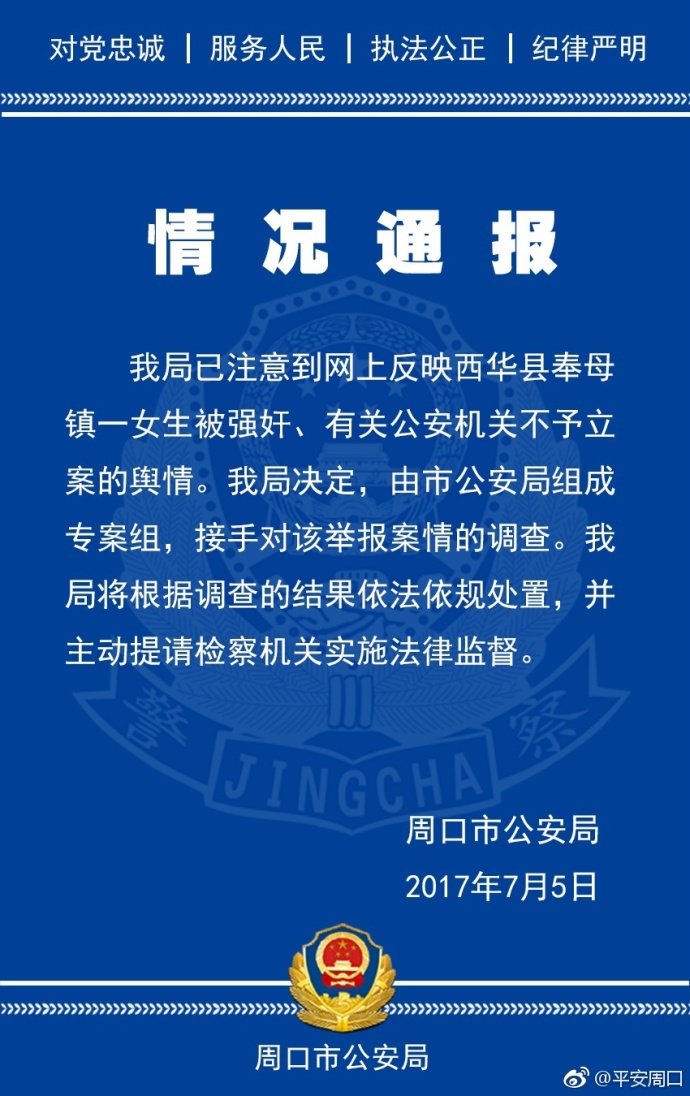 对党忠诚 | 服务人民 | 执法公正 | 纪律严明
情况通报
我局已注意到网上反映西华县奉母
镇一女生被强奸、有关公安机关不予立
案的舆情。我局决定，由市公安局组成
专案组，接手对该举报案情的调查。我
局将根据调查的结果依法依规处置，并
主动提请检察机关实施法律监督。
警 JINGCHA 察
周口市公安局
2017年7月5日
周口市公安局
@平安周口